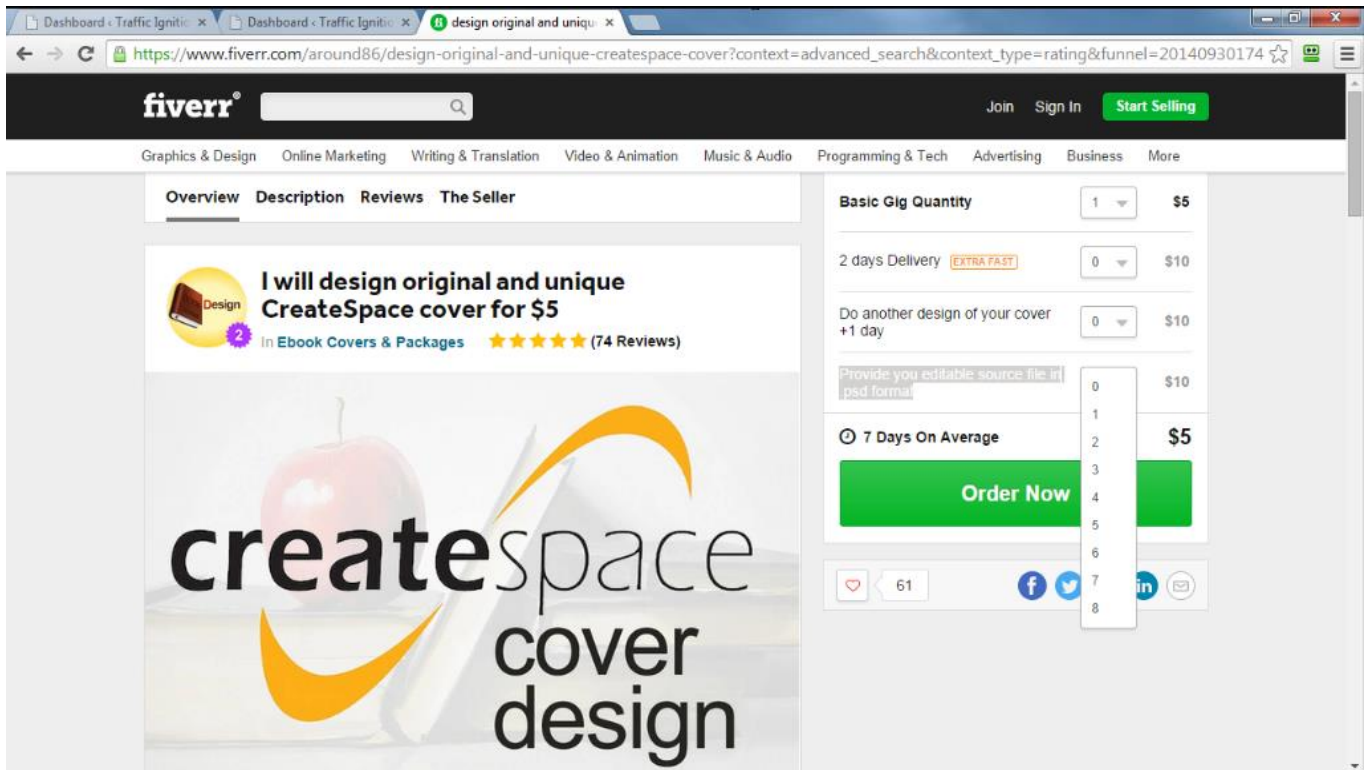 Dashboard ‹ Traffic Ignitio
Dashboard ‹ Traffic Ignitio
design original and uniqu
https://www.fiverr.com/around86/design-original-and-unique-createspace-cover?context=advanced_search&context_type=rating&funnel=20140930174
fiverr®
Join Sign In Start Selling
Graphics & Design Online Marketing Writing & Translation Video & Animation Music & Audio Programming & Tech Advertising Business More
Overview Description Reviews The Seller
Design
2
I will design original and unique
CreateSpace cover for $5
In Ebook Covers & Packages (74 Reviews)
createspace
cover
design
Basic Gig Quantity 1 $5
2 days Delivery EXTRA FAST 0 $10
Do another design of your cover
+1 day 0 $10
Provide you editable source file in
.psd format $10
0
1
2
3
4
5
6
7
8
7 Days On Average $5
Order Now
61
f
in